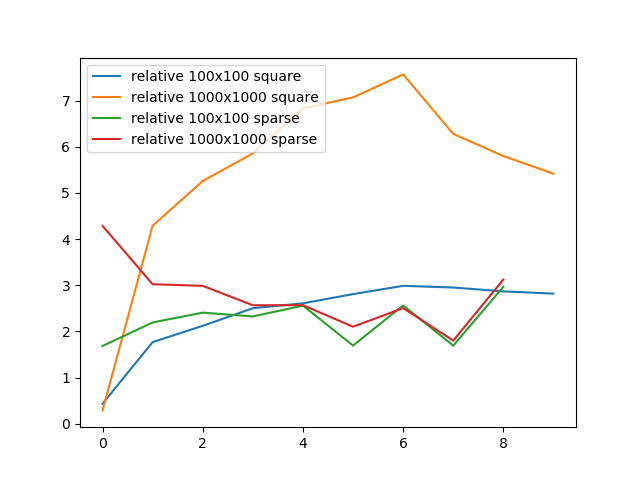 relative 100x100 square
relative 1000x1000 square
relative 100x100 sparse
relative 1000x1000 sparse
7
6
5
4
3
2
1
0
0 2 4 6 8